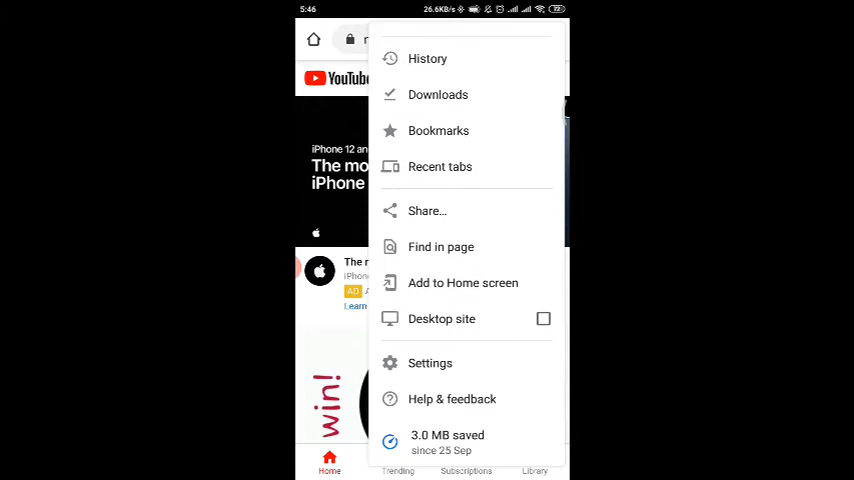 5:46
26.6KB/s
72
History
YouTube
Downloads
Bookmarks
iPhone 12 an
The mo
iPhone
Recent tabs
Share...
Find in page
The r
iPhon
AD A
Learn
Add to Home screen
Desktop site
Settings
win!
Help & feedback
3.0 MB saved
since 25 Sep
Home
Trending
Subscriptions
Library